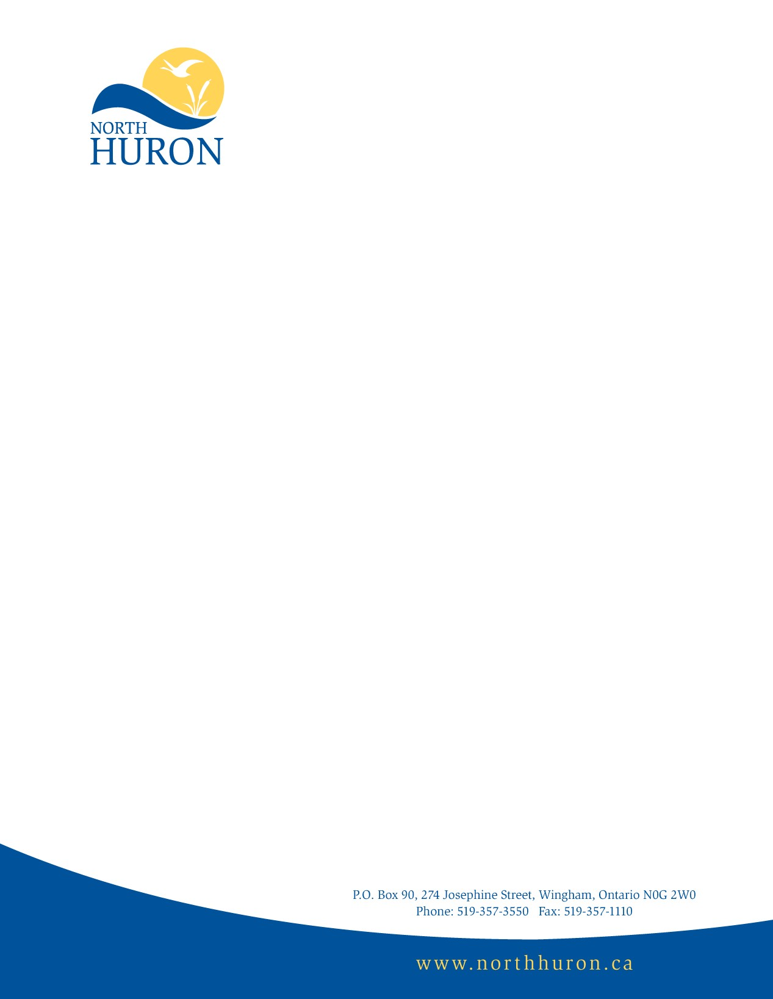 NORTH
HURON
P.O. Box 90, 274 Josephine Street, Wingham, Ontario N0G 2W0
Phone: 519-357-3550 Fax: 519-357-1110
www.northhuron.ca